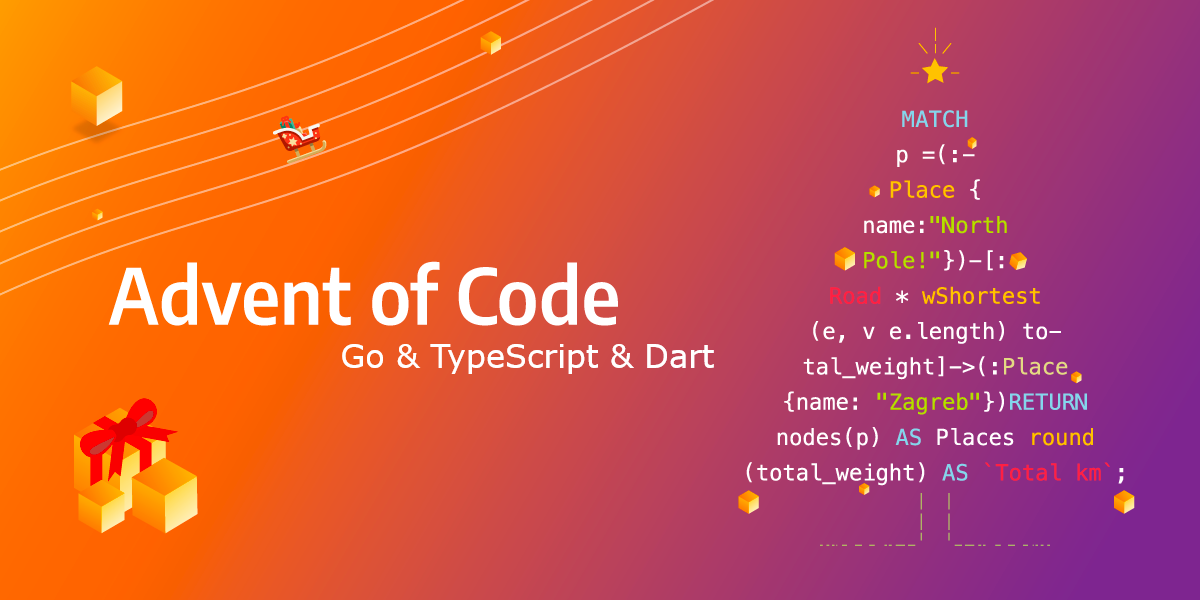 Advent of Code
Go & TypeScript & Dart
MATCH
p =(:-
Place {
name:"North
Pole!"})-[:
Road * wShortest
(e, v e.length) to-
tal_weight]->(:Place
{name: "Zagreb"})RETURN
nodes(p) AS Places round
(total_weight) AS `Total km`;